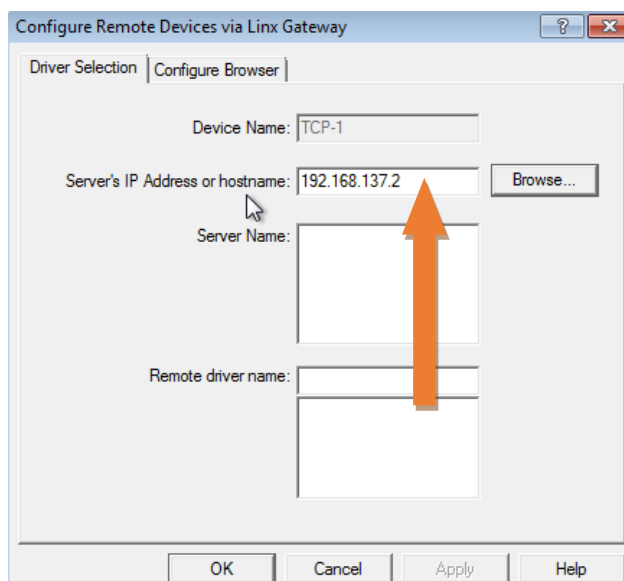 Configure Remote Devices via Linx Gateway
Driver Selection Configure Browser
Device Name: TCP-1
Server's IP Address or hostname: 192.168.137.2 Browse...
Server Name:
Remote driver name:
OK Cancel Apply Help